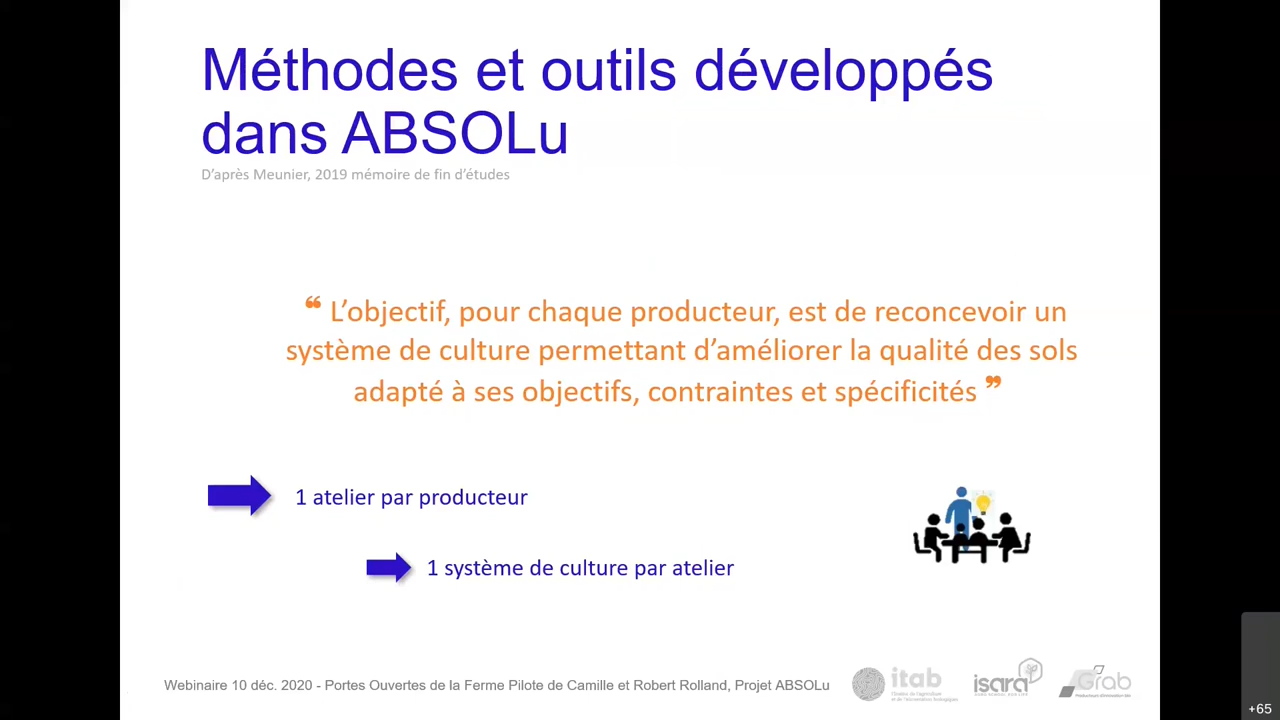 Méthodes et outils développés
dans ABSOLu
D'après Meunier, 2019 mémoire de fin d'études
❝ L'objectif, pour chaque producteur, est de reconcevoir un
système de culture permettant d'améliorer la qualité des sols
adapté à ses objectifs, contraintes et spécificités ❞
1 atelier par producteur
1 système de culture par atelier
Webinaire 10 déc. 2020 - Portes Ouvertes de la Ferme Pilote de Camille et Robert Rolland, Projet ABSOLu
itab
isara
Grab
+65